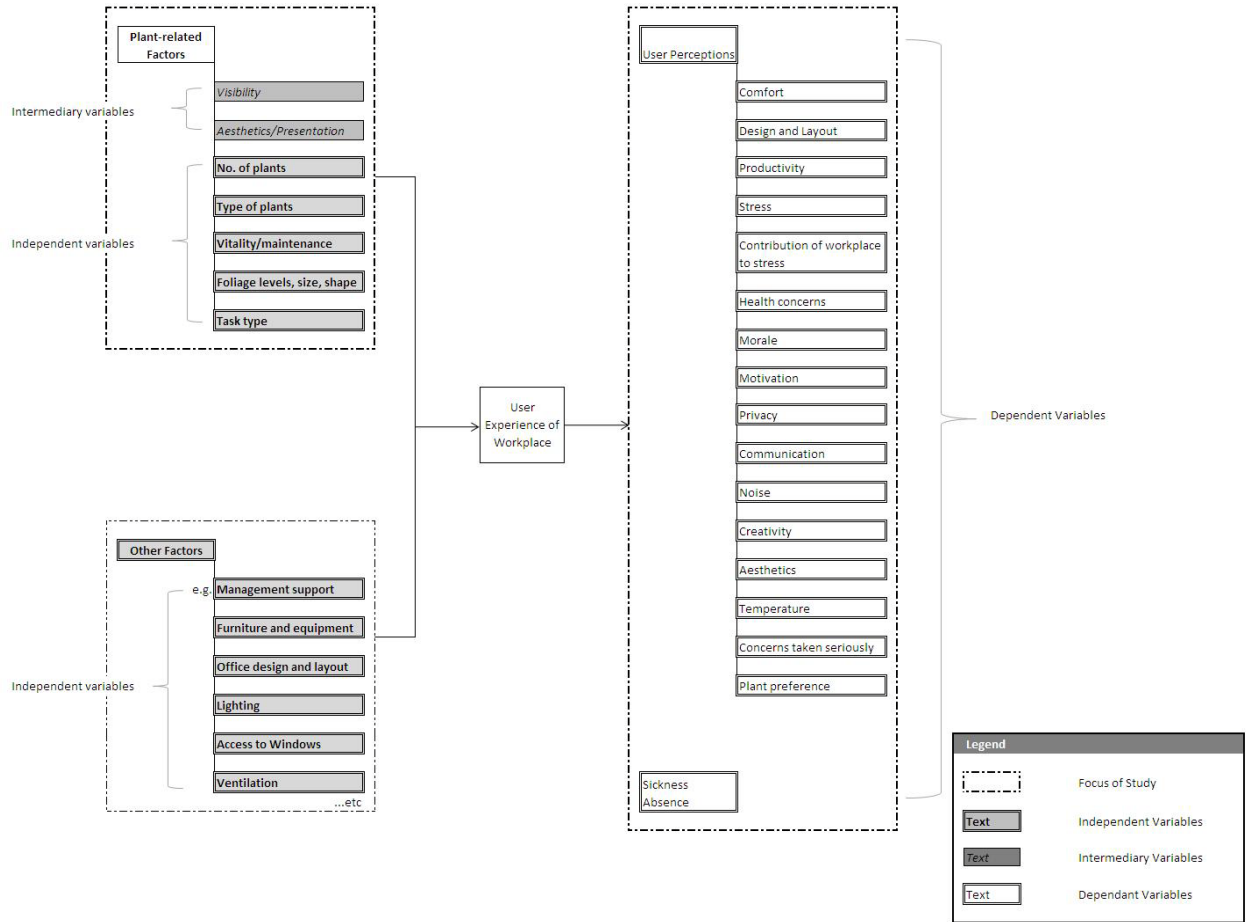 Plant-related
Factors
Intermediary variables
Visibility
Aesthetics/Presentation
Independent variables
No. of plants
Type of plants
Vitality/maintenance
Foliage levels, size, shape
Task type
Other Factors
Independent variables
e.g. Management support
Furniture and equipment
Office design and layout
Lighting
Access to Windows
Ventilation
...etc
User
Experience of
Workplace
User Perceptions
Comfort
Design and Layout
Productivity
Stress
Contribution of workplace
to stress
Health concerns
Morale
Motivation
Privacy
Communication
Noise
Creativity
Aesthetics
Temperature
Concerns taken seriously
Plant preference
Sickness
Absence
Dependent Variables
Legend
Focus of Study
Text
Independent Variables
Text
Intermediary Variables
Text
Dependant Variables